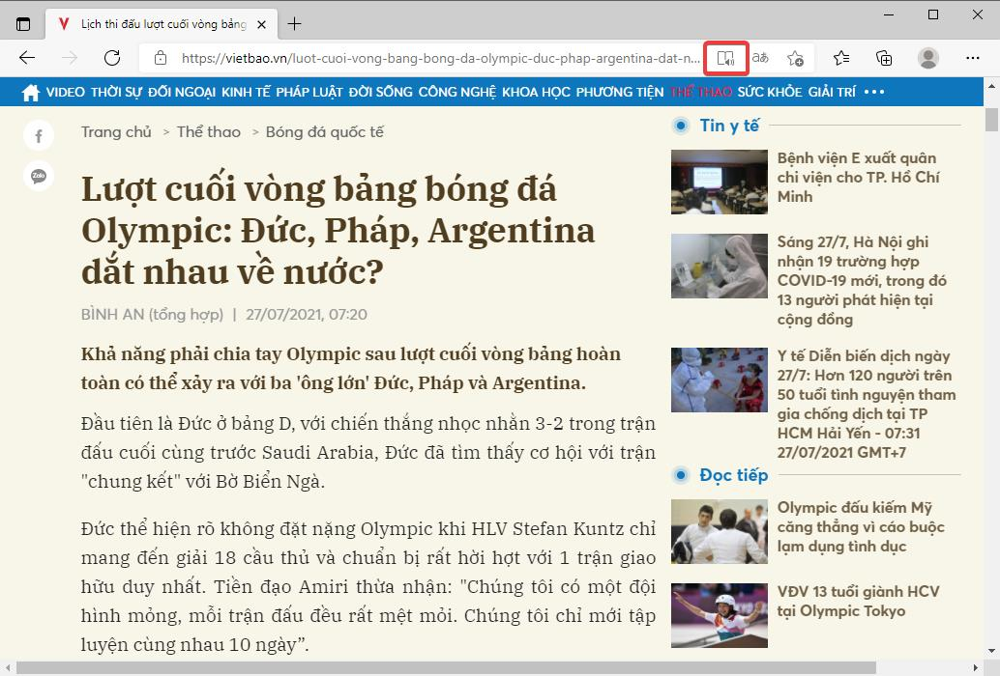 Lịch thi đấu lượt cuối vòng bảng
https://vietbao.vn/luot-cuoi-vong-bang-bong-da-olympic-duc-phap-argentina-dat-n...
aあ
VIDEO THỜI SỰ ĐỐI NGOẠI KINH TẾ PHÁP LUẬT ĐỜI SỐNG CÔNG NGHỆ KHOA HỌC PHƯƠNG TIỆN THỂ THAO SỨC KHỎE GIẢI TRÍ •••
Trang chủ > Thể thao > Bóng đá quốc tế
f
Zalo
Lượt cuối vòng bảng bóng đá
Olympic: Đức, Pháp, Argentina
dắt nhau về nước?
BÌNH AN (tổng hợp) | 27/07/2021, 07:20
Khả năng phải chia tay Olympic sau lượt cuối vòng bảng hoàn
toàn có thể xảy ra với ba 'ông lớn' Đức, Pháp và Argentina.
Đầu tiên là Đức ở bảng D, với chiến thắng nhọc nhằn 3-2 trong trận
đấu cuối cùng trước Saudi Arabia, Đức đã tìm thấy cơ hội với trận
"chung kết" với Bờ Biển Ngà.
Đức thể hiện rõ không đặt nặng Olympic khi HLV Stefan Kuntz chỉ
mang đến giải 18 cầu thủ và chuẩn bị rất hời hợt với 1 trận giao
hữu duy nhất. Tiền đạo Amiri thừa nhận: "Chúng tôi có một đội
hình mỏng, mỗi trận đấu đều rất mệt mỏi. Chúng tôi chỉ mới tập
luyện cùng nhau 10 ngày”.
Tin y tế
Bệnh viện E xuất quân
chi viện cho TP. Hồ Chí
Minh
Sáng 27/7, Hà Nội ghi
nhận 19 trường hợp
COVID-19 mới, trong đó
13 người phát hiện tại
cộng đồng
Y tế Diễn biến dịch ngày
27/7: Hơn 120 người trên
50 tuổi tình nguyện tham
gia chống dịch tại TP
HCM Hải Yến - 07:31
27/07/2021 GMT+7
Đọc tiếp
Olympic đấu kiếm Mỹ
căng thẳng vì cáo buộc
lạm dụng tình dục
VĐV 13 tuổi giành HCV
tại Olympic Tokyo